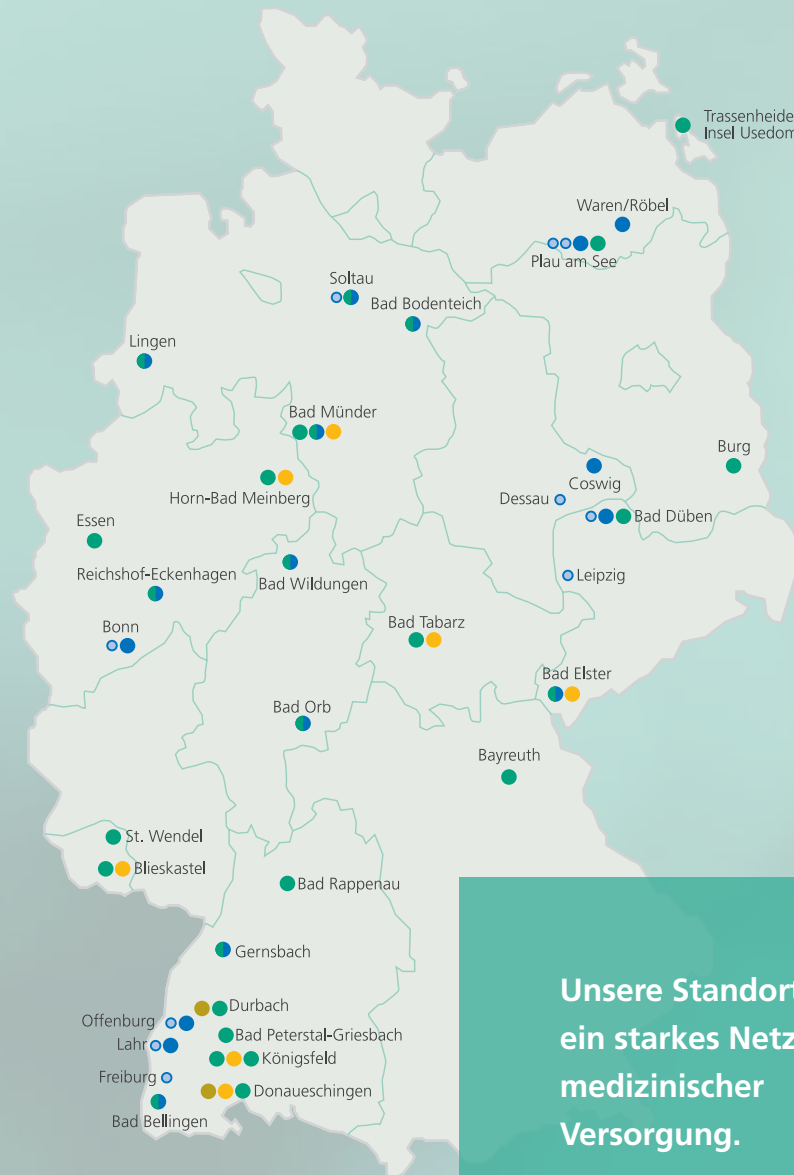 Trassenheide
Insel Usedom
Waren/Röbel
Plau am See
Soltau
Bad Bodenteich
Lingen
Bad Münder
Burg
Coswig
Horn-Bad Meinberg
Dessau
Bad Düben
Essen
Reichshof-Eckenhagen
Bad Wildungen
Leipzig
Bonn
Bad Tabarz
Bad Elster
Bad Orb
Bayreuth
St. Wendel
Blieskastel
Bad Rappenau
Gernsbach
Durbach
Offenburg
Bad Peterstal-Griesbach
Lahr
Königsfeld
Freiburg
Donaueschingen
Bad Bellingen
Unsere Standort
ein starkes Netz
medizinischer
Versorgung.